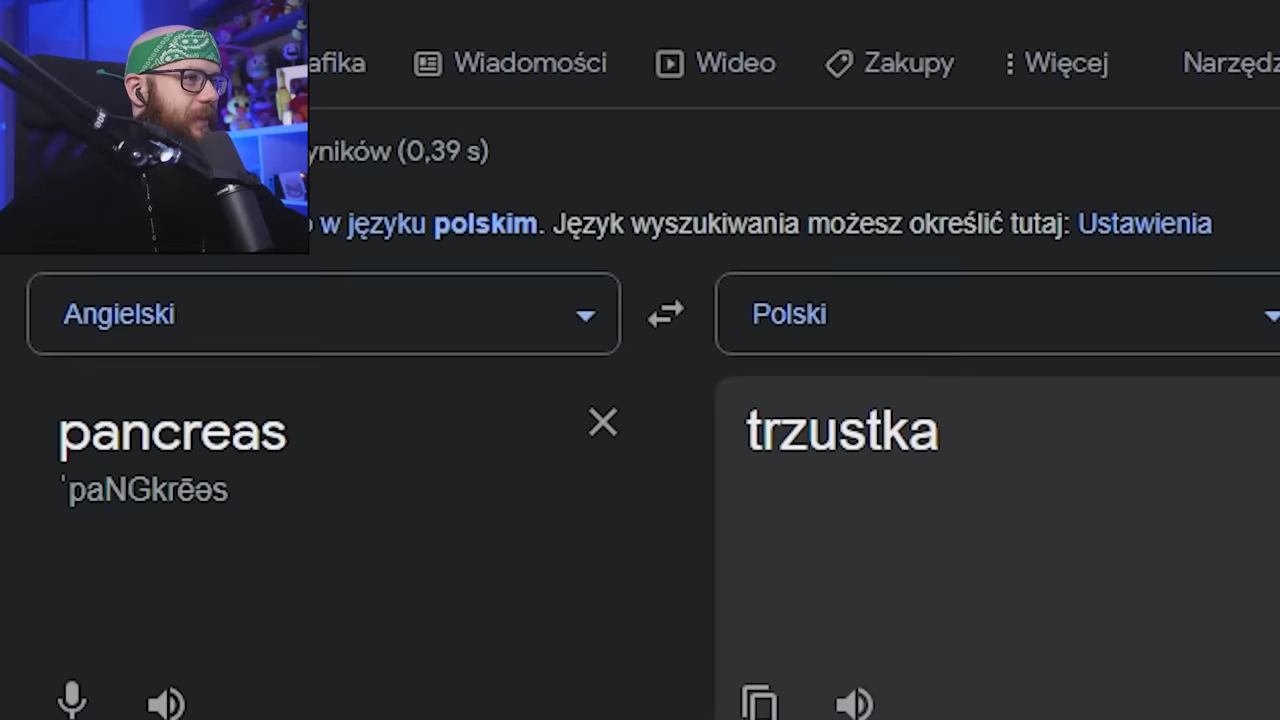 afika Wiadomości Wideo Zakupy Więcej Narzędz
yników (0,39 s)
w języku polskim. Język wyszukiwania możesz określić tutaj: Ustawienia
Angielski Polski
pancreas trzustka
ˈpaNGkrēəs